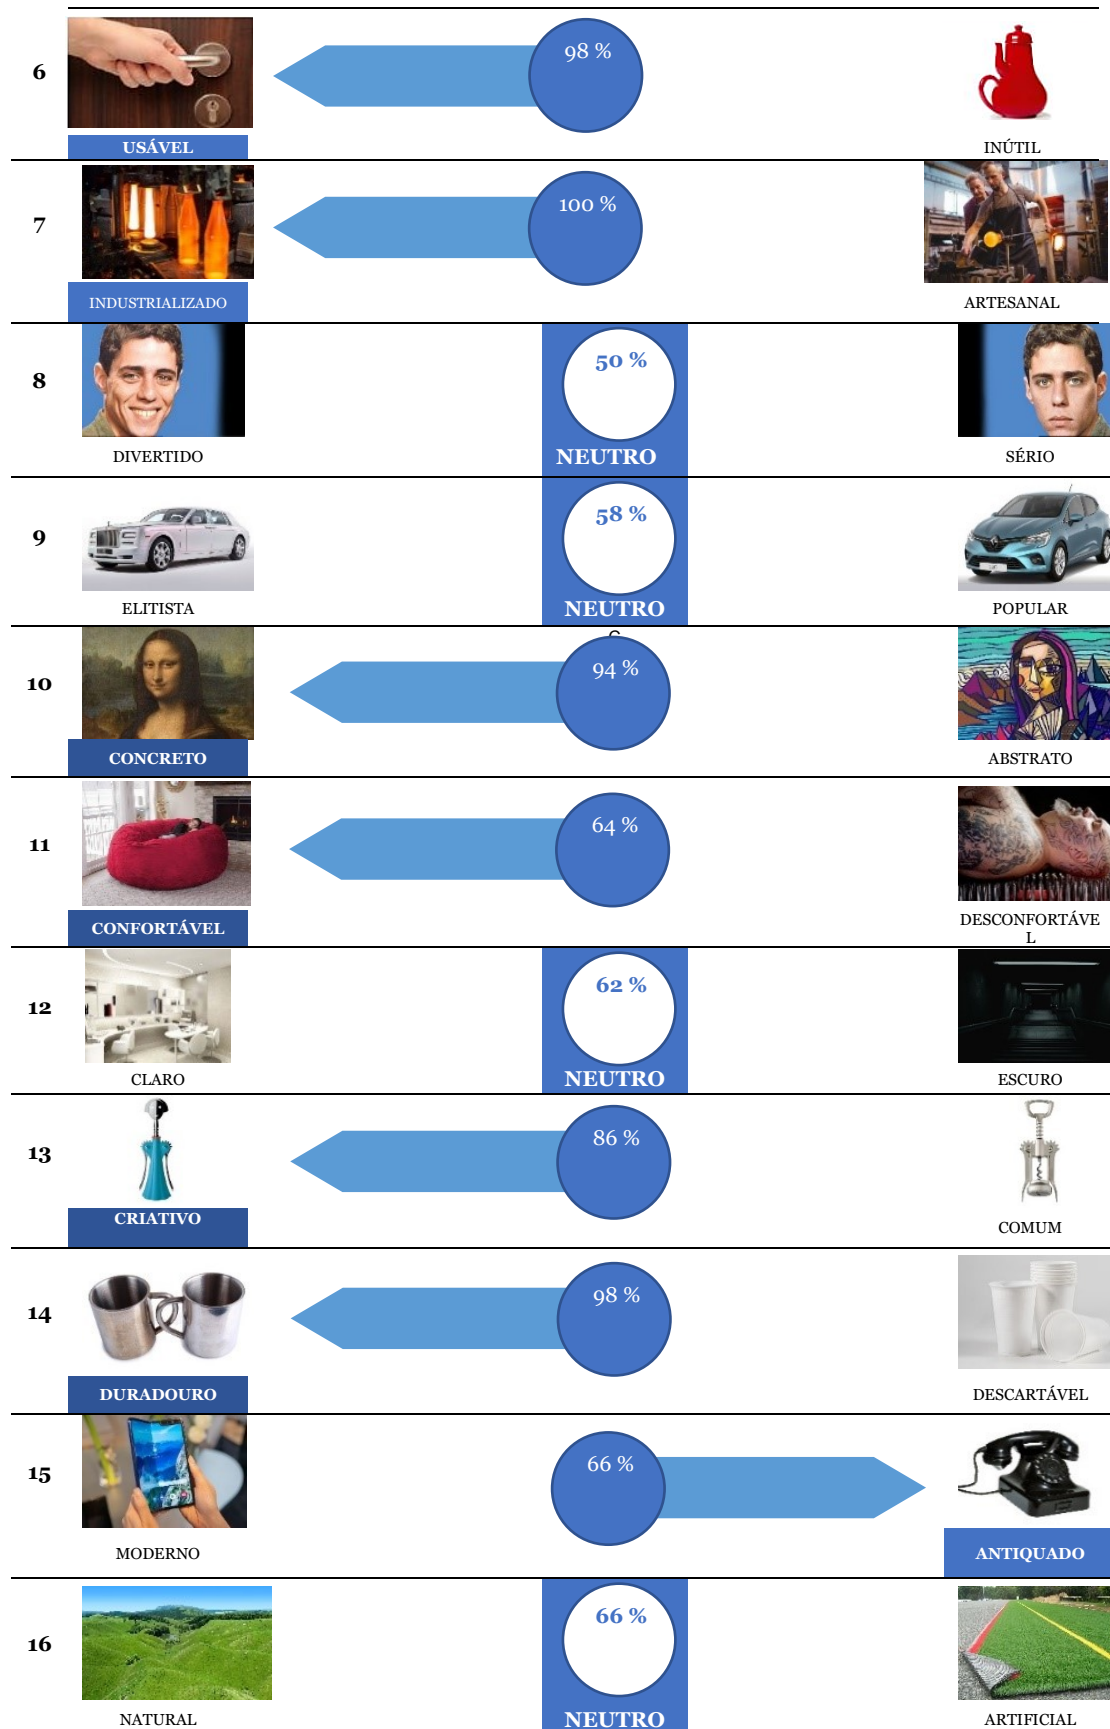 98 %
6
USÁVEL
INÚTIL
100 %
7
INDUSTRIALIZADO
ARTESANAL
50 %
8
NEUTRO
DIVERTIDO
SÉRIO
58 %
9
NEUTRO
ELITISTA
POPULAR
94 %
10
CONCRETO
ABSTRATO
64 %
11
CONFORTÁVEL
DESCONFORTÁVE
L
62 %
12
NEUTRO
CLARO
ESCURO
86 %
13
CRIATIVO
COMUM
98 %
14
DURADOURO
DESCARTÁVEL
66 %
15
MODERNO
ANTIQUADO
66 %
16
NEUTRO
NATURAL
ARTIFICIAL